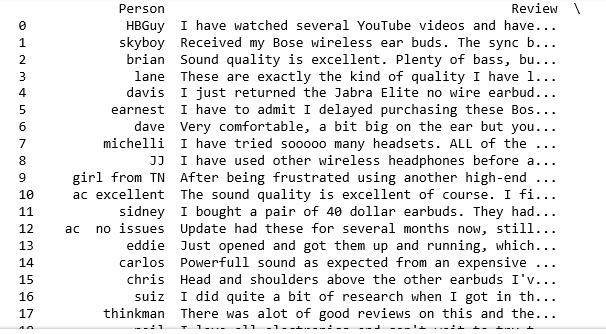 Person Review \
0 HBGuy I have watched several YouTube videos and have...
1 skyboy Received my Bose wireless ear buds. The sync b...
2 brian Sound quality is excellent. Plenty of bass, bu...
3 lane These are exactly the kind of quality I have l...
4 davis I just returned the Jabra Elite no wire earbud...
5 earnest I have to admit I delayed purchasing these Bos...
6 dave Very comfortable, a bit big on the ear but you...
7 michelli I have tried sooooo many headsets. ALL of the ...
8 JJ I have used other wireless headphones before a...
9 girl from TN After being frustrated using another high-end ...
10 ac excellent The sound quality is excellent of course. I fi...
11 sidney I bought a pair of 40 dollar earbuds. They had...
12 ac no issues Update had these for several months now, still...
13 eddie Just opened and got them up and running, which...
14 carlos Powerfull sound as expected from an expensive ...
15 chris Head and shoulders above the other earbuds I'v...
16 suiz I did quite a bit of research when I got in th...
17 thinkman There was alot of good reviews on this and the...